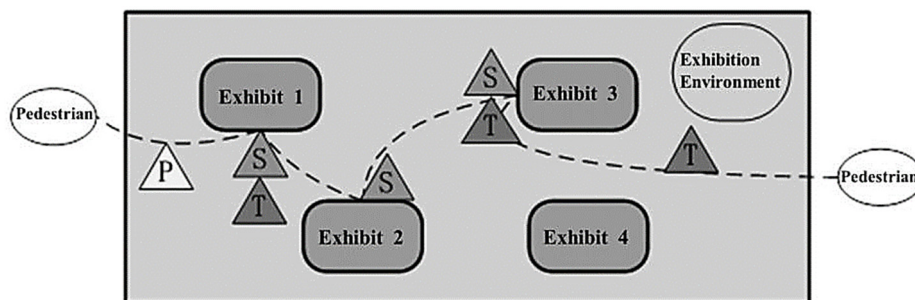 Pedestrian
P
Exhibit 1
S
T
S
Exhibit 2
S
T
Exhibit 3
Exhibit 4
T
Exhibition
Environment
Pedestrian